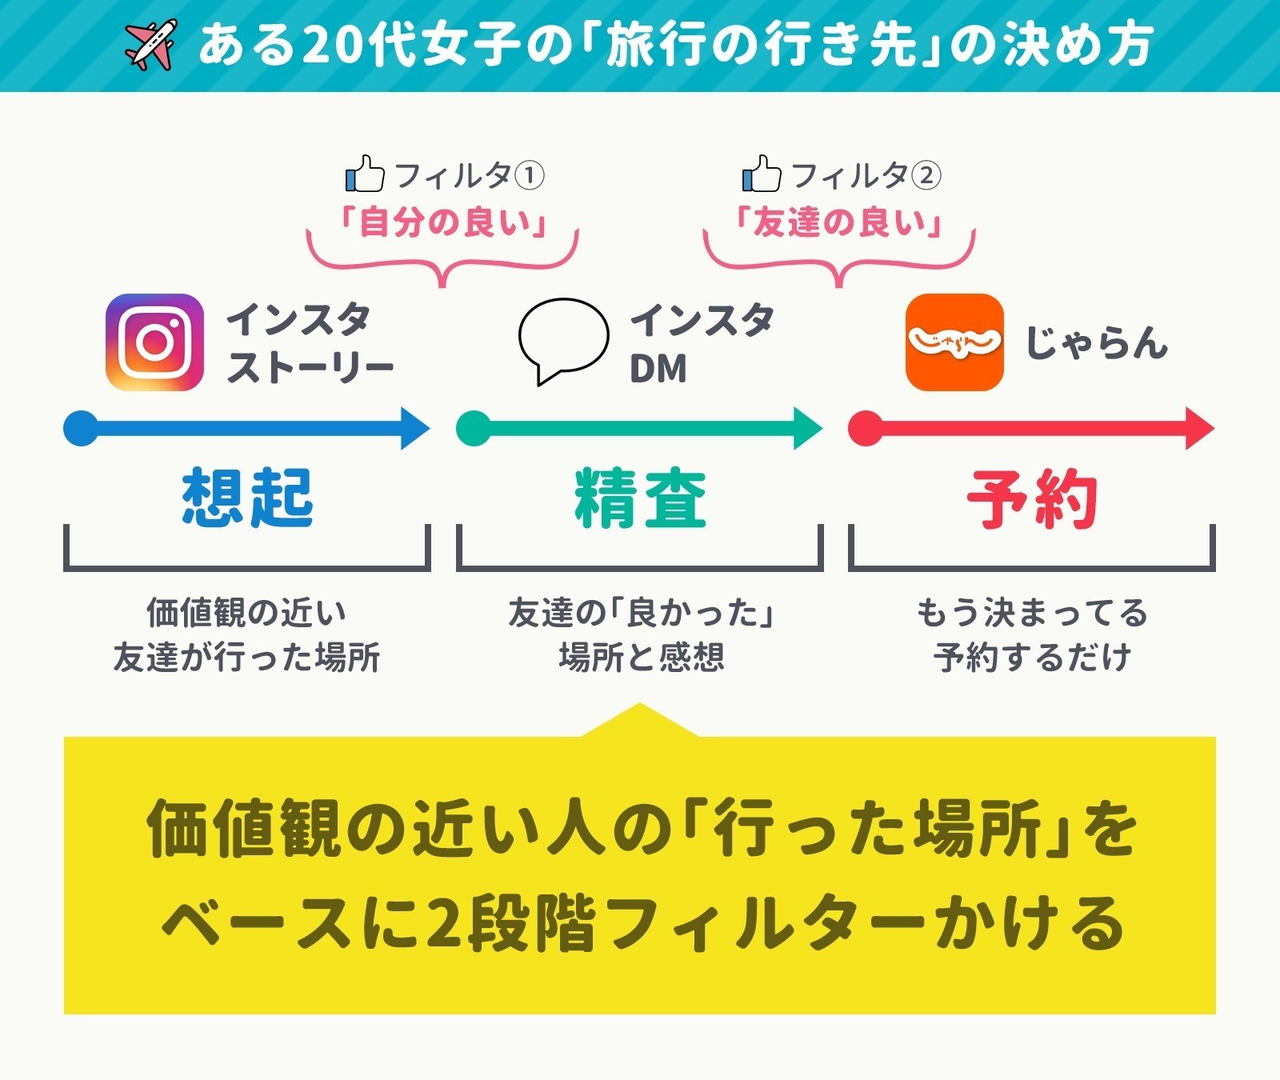 ある20代女子の「旅行の行き先」の決め方
フィルタ①
「自分の良い」
フィルタ②
「友達の良い」
インスタ
ストーリー
インスタ
DM
じゃらん
じゃらん
想起
精査
予約
価値観の近い
友達が行った場所
友達の「良かった」
場所と感想
もう決まってる
予約するだけ
価値観の近い人の「行った場所」を
ベースに2段階フィルターかける